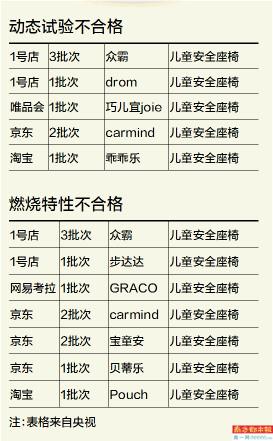 动态试验不合格
1号店 3批次 众霸 儿童安全座椅
1号店 1批次 drom 儿童安全座椅
唯品会 1批次 巧儿宜joie 儿童安全座椅
京东 2批次 carmind 儿童安全座椅
淘宝 1批次 乖乖乐 儿童安全座椅
燃烧特性不合格
1号店 3批次 众霸 儿童安全座椅
1号店 1批次 步达达 儿童安全座椅
网易考拉 1批次 GRACO 儿童安全座椅
京东 2批次 carmind 儿童安全座椅
京东 2批次 宝童安 儿童安全座椅
京东 1批次 贝蒂乐 儿童安全座椅
淘宝 1批次 Pouch 儿童安全座椅
注:表格来自央视